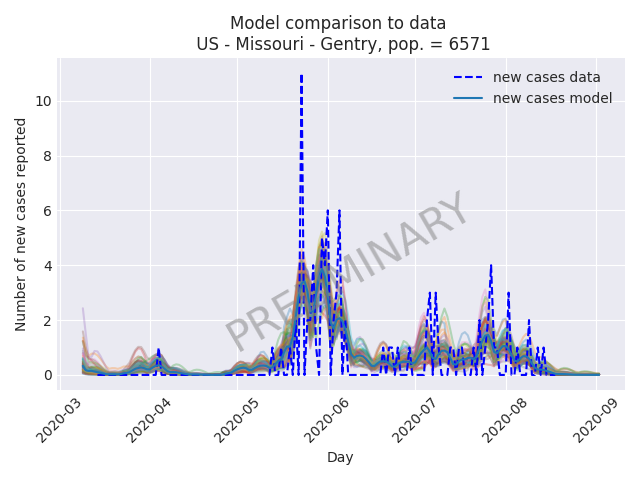 Model comparison to data
US - Missouri - Gentry, pop. = 6571
new cases data
new cases model
PRELIMINARY
Number of new cases reported
10
8
6
4
2
0
2020-03
2020-04
2020-05
2020-06
2020-07
2020-08
2020-09
Day